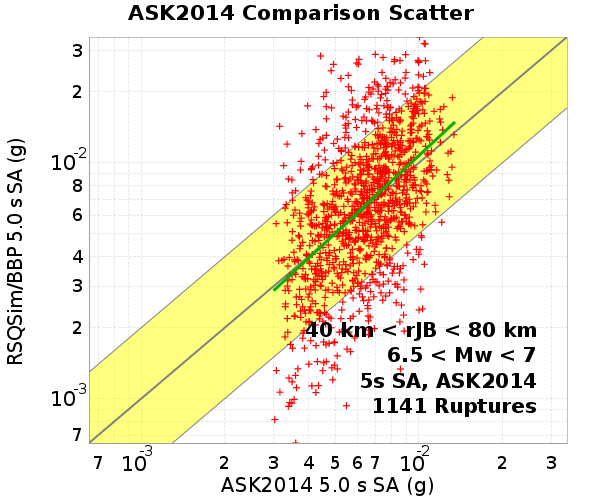 ASK2014 Comparison Scatter
RSQSim/BBP 5.0 s SA (g)
3
2
10-2
8
6
4
3
2
10-3
7
40 km < rJB < 80 km
6.5 < Mw < 7
5s SA, ASK2014
1141 Ruptures
7 10-3 2 3 4 5 6 7 10-2 2 3
ASK2014 5.0 s SA (g)